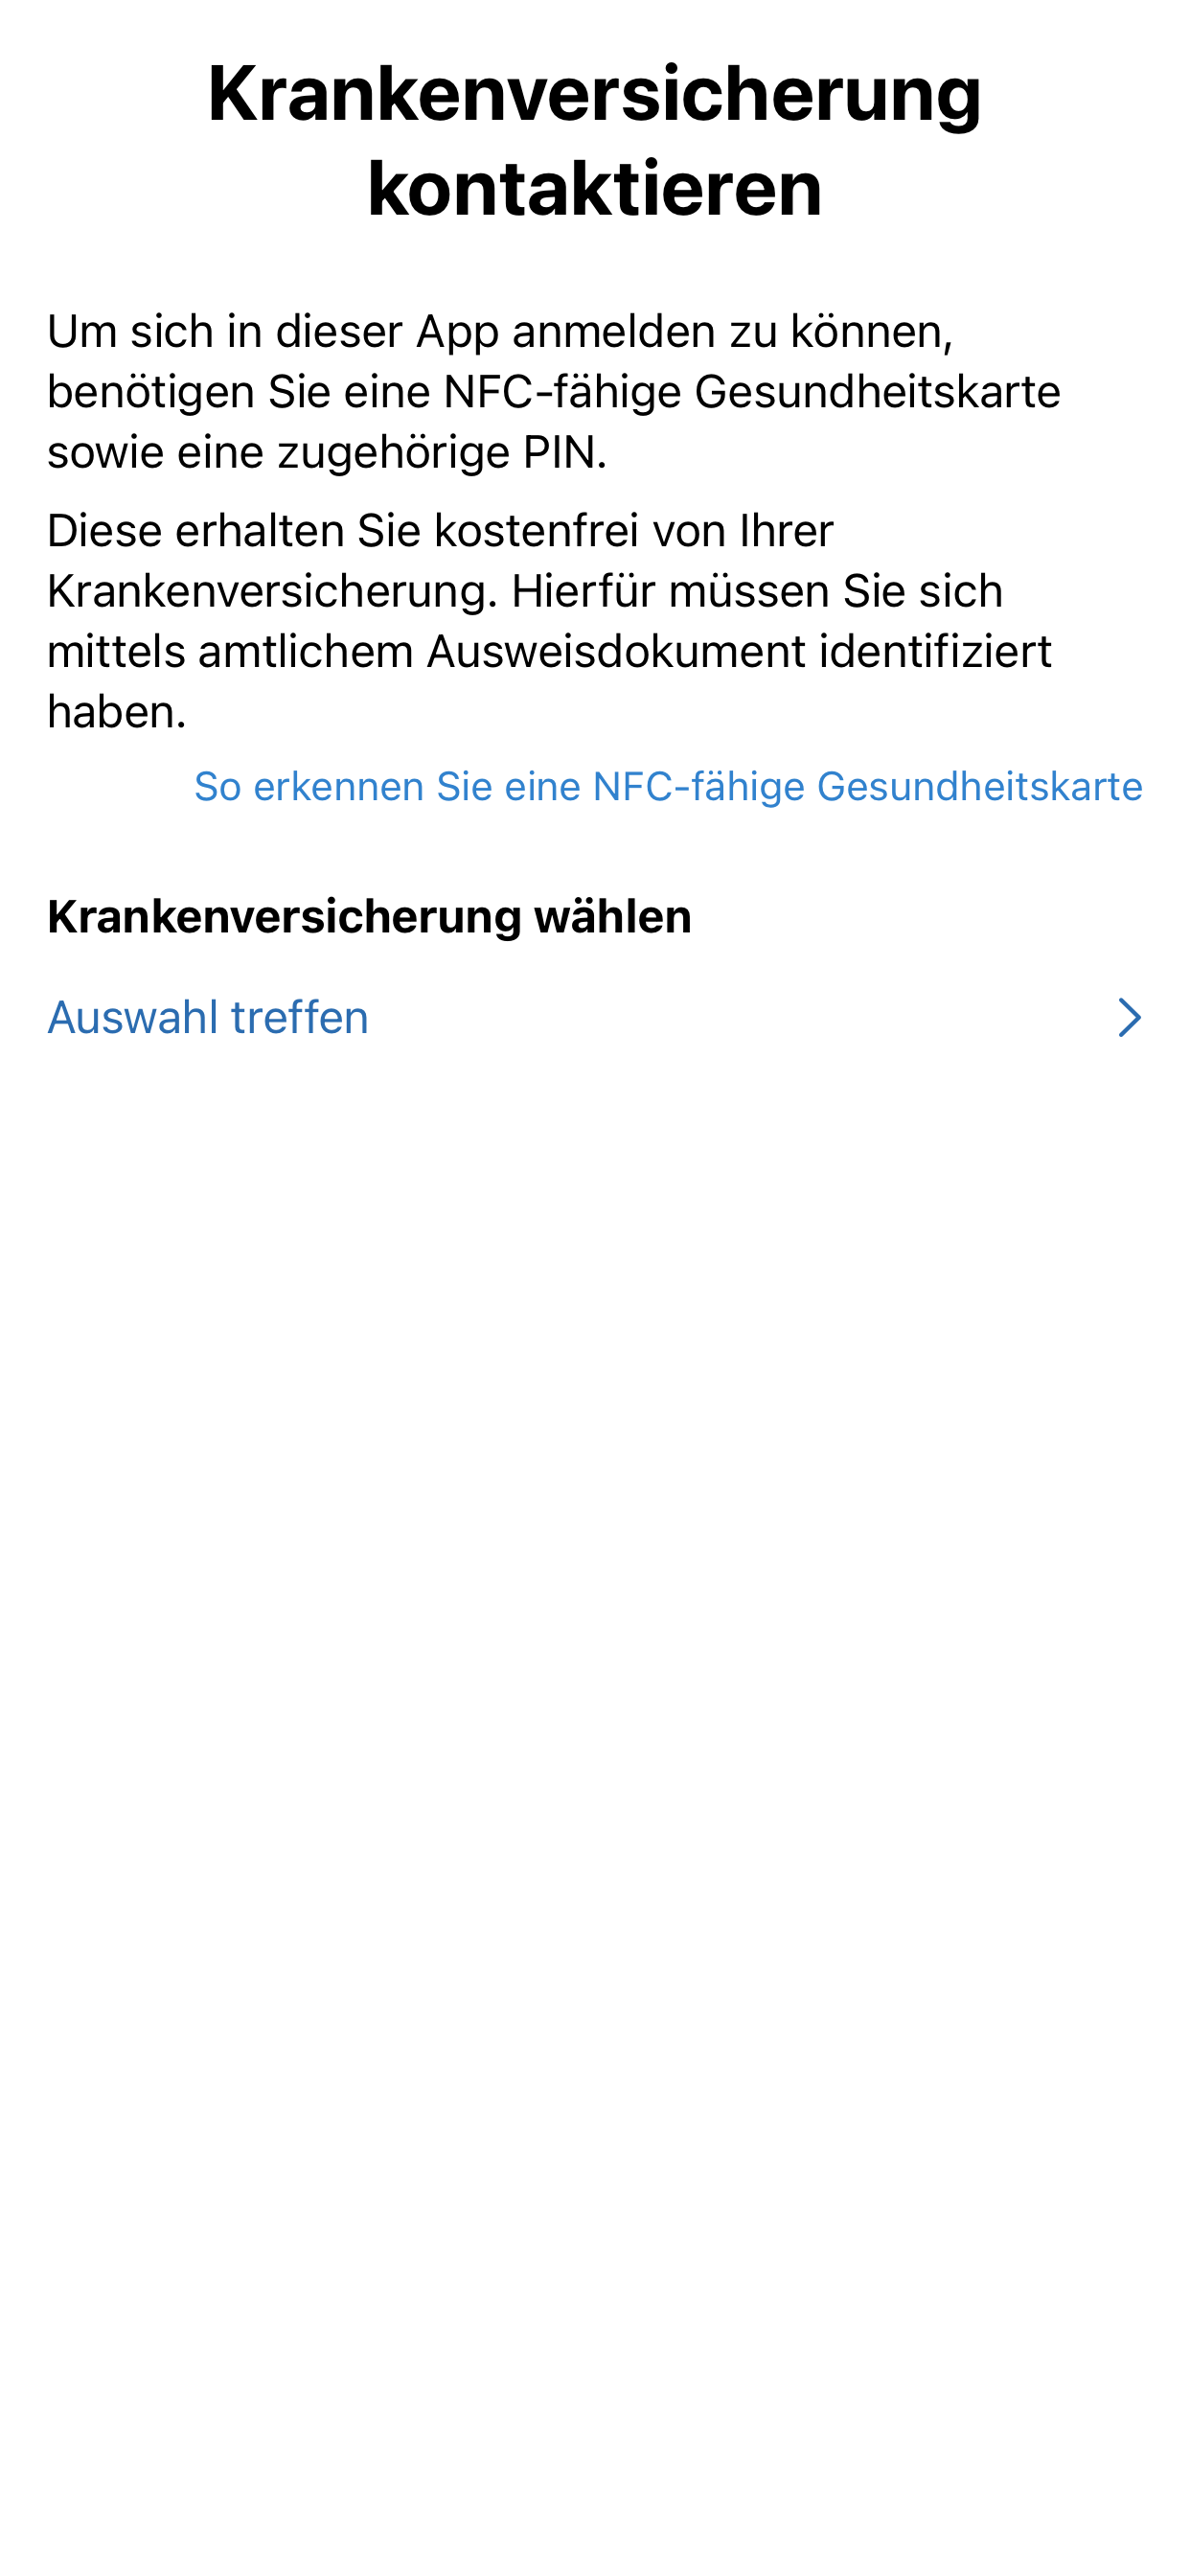 Krankenversicherung
kontaktieren
Um sich in dieser App anmelden zu können,
benötigen Sie eine NFC-fähige Gesundheitskarte
sowie eine zugehörige PIN.
Diese erhalten Sie kostenfrei von Ihrer
Krankenversicherung. Hierfür müssen Sie sich
mittels amtlichem Ausweisdokument identifiziert
haben.
So erkennen Sie eine NFC-fähige Gesundheitskarte
Krankenversicherung wählen
Auswahl treffen